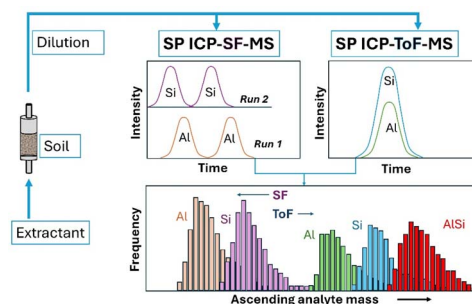 Dilution
Soil
Extractant
SP ICP-SF-MS
Intensity
Si
Si
Run 2
Al
Al
Run 1
Time
SP ICP-ToF-MS
Intensity
Si
Al
Time
Frequency
Al
Si
SF
ToF
Al
Si
AlSi
Ascending analyte mass